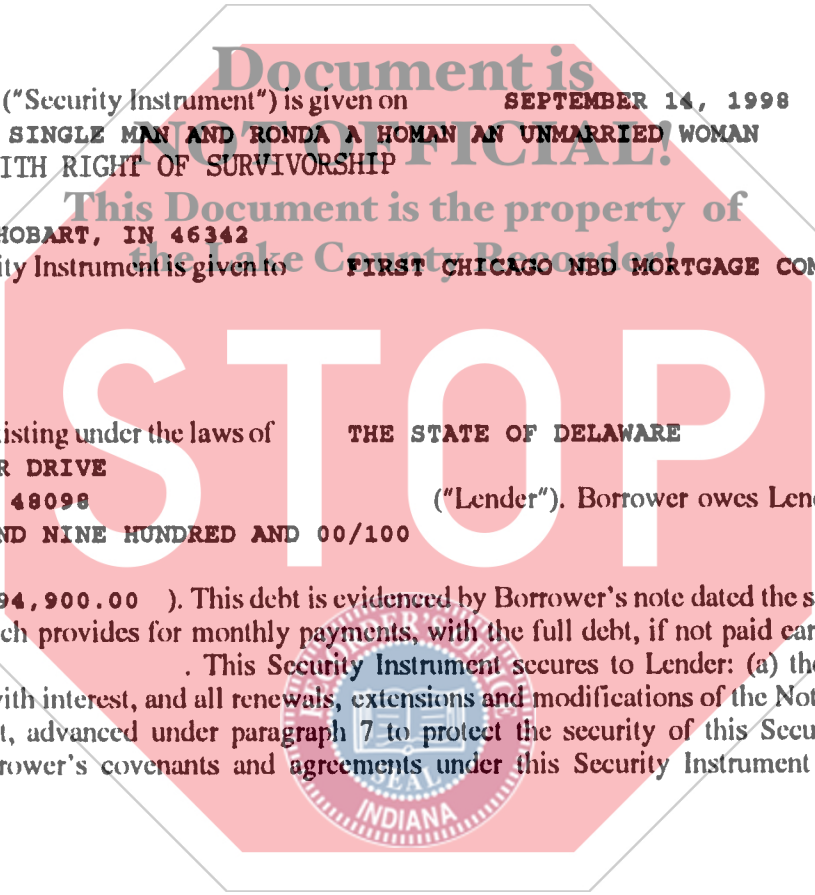 Document is
("Security Instrument") is given on SEPTEMBER 14, 1998
NOT OFFICIAL!
SINGLE MAN AND RONDA A HOMAN AN UNMARRIED WOMAN
ITH RIGHT OF SURVIVORSHIP
This Document is the property of
HOBART, IN 46342
the Lake County Recorder!
ity Instrument is given to FIRST CHICAGO NBD MORTGAGE COM
STOP
isting under the laws of THE STATE OF DELAWARE
R DRIVE
48098 ("Lender"). Borrower owes Lend
ND NINE HUNDRED AND 00/100
94,900.00 ). This debt is evidenced by Borrower's note dated the s
ch provides for monthly payments, with the full debt, if not paid ear
. This Security Instrument secures to Lender: (a) the
with interest, and all renewals, extensions and modifications of the Not
t, advanced under paragraph 7 to protect the security of this Secu
rower's covenants and agreements under this Security Instrument
RECORDER'S OFFICE
SEAL
INDIANA